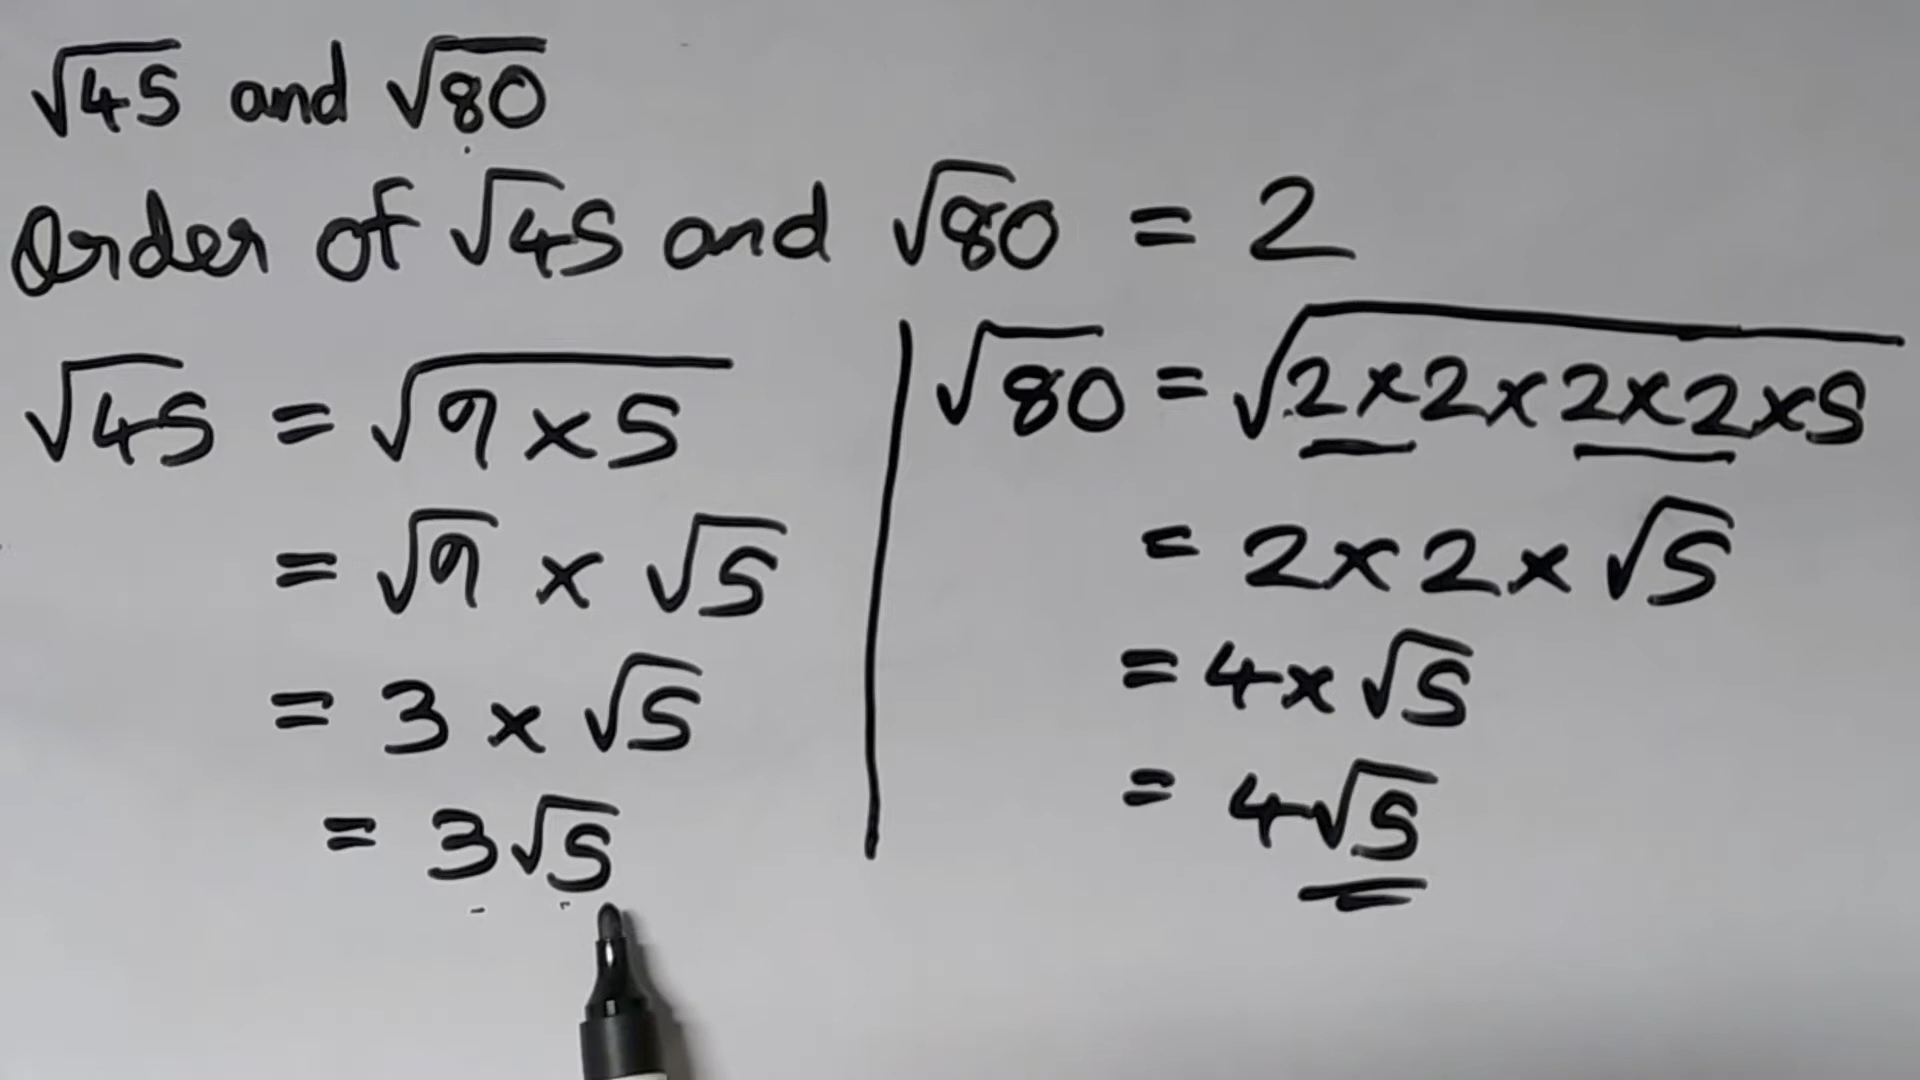 √45 and √80
Order of √45 and √80 = 2
√45 = √9 × 5
= √9 × √5
= 3 × √5
= 3√5
√80 = √2 × 2 × 2 × 2 × 5
= 2 × 2 × √5
= 4 × √5
= 4√5